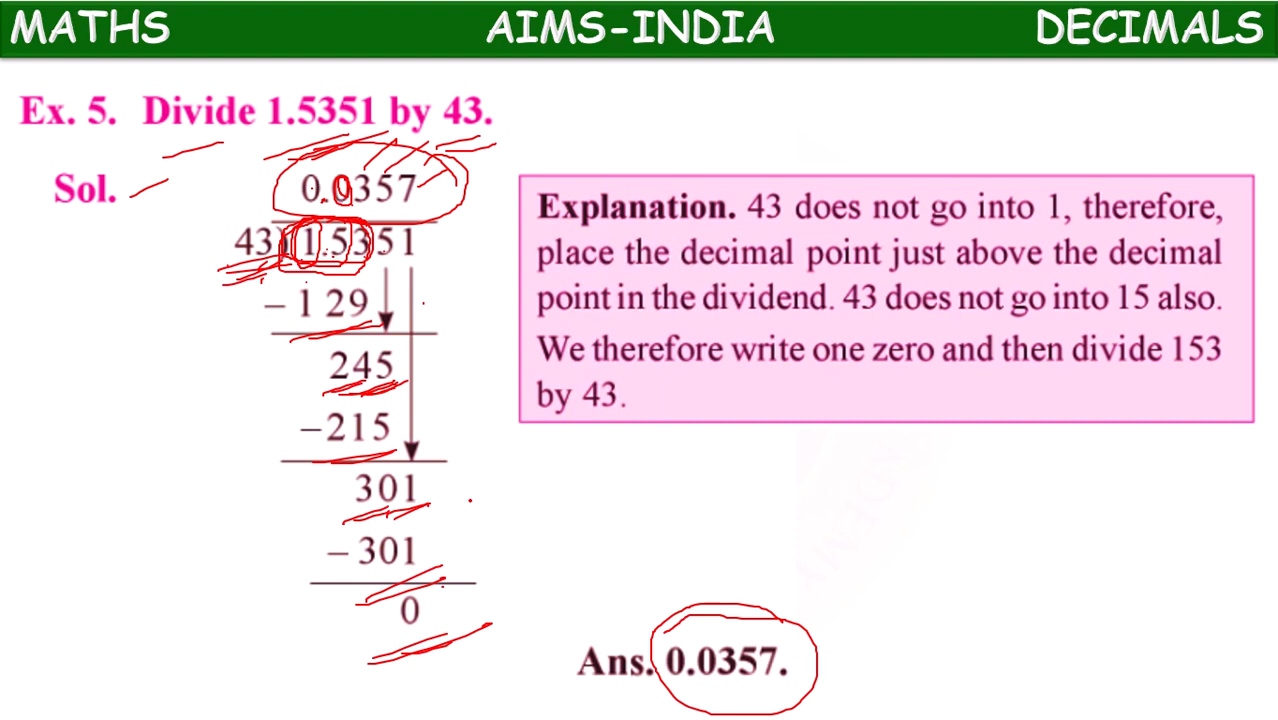 MATHS AIMS-INDIA DECIMALS
Ex. 5. Divide 1.5351 by 43.
Sol.
0.0357
43) 1.5351
– 129
245
–215
301
– 301
0
Explanation. 43 does not go into 1, therefore,
place the decimal point just above the decimal
point in the dividend. 43 does not go into 15 also.
We therefore write one zero and then divide 153
by 43.
Ans. 0.0357.